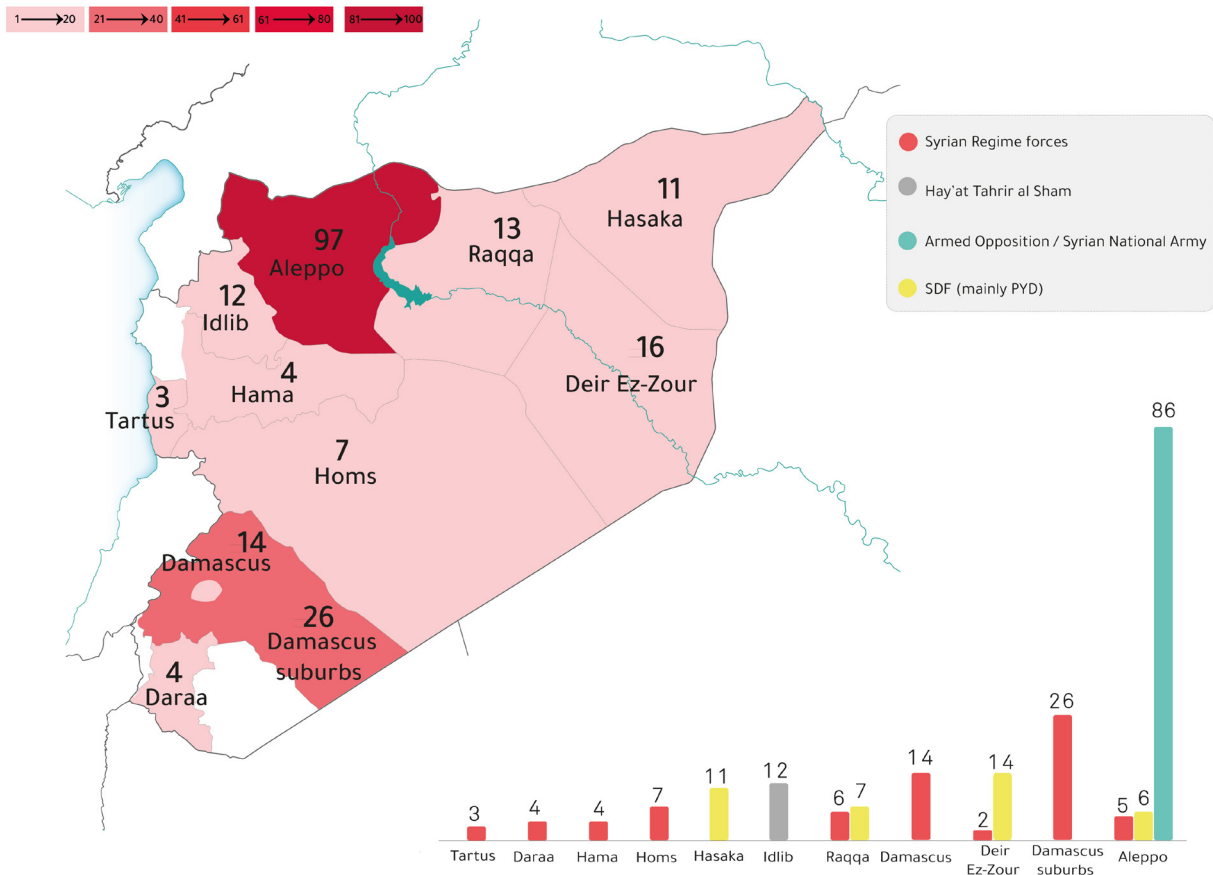 1 20 21 40 41 61 61 80 81 100
Syrian Regime forces
Hay'at Tahrir al Sham
Armed Opposition / Syrian National Army
SDF (mainly PYD)
11
Hasaka
13
Raqqa
97
Aleppo
12
Idlib
16
Deir Ez-Zour
4
Hama
3
Tartus
7
Homs
14
Damascus
26
Damascus
suburbs
4
Daraa
3 4 4 7 11 12 6 7 14 2 14 26 5 6 86
Tartus Daraa Hama Homs Hasaka Idlib Raqqa Damascus Deir Damascus Aleppo
Ez-Zour suburbs